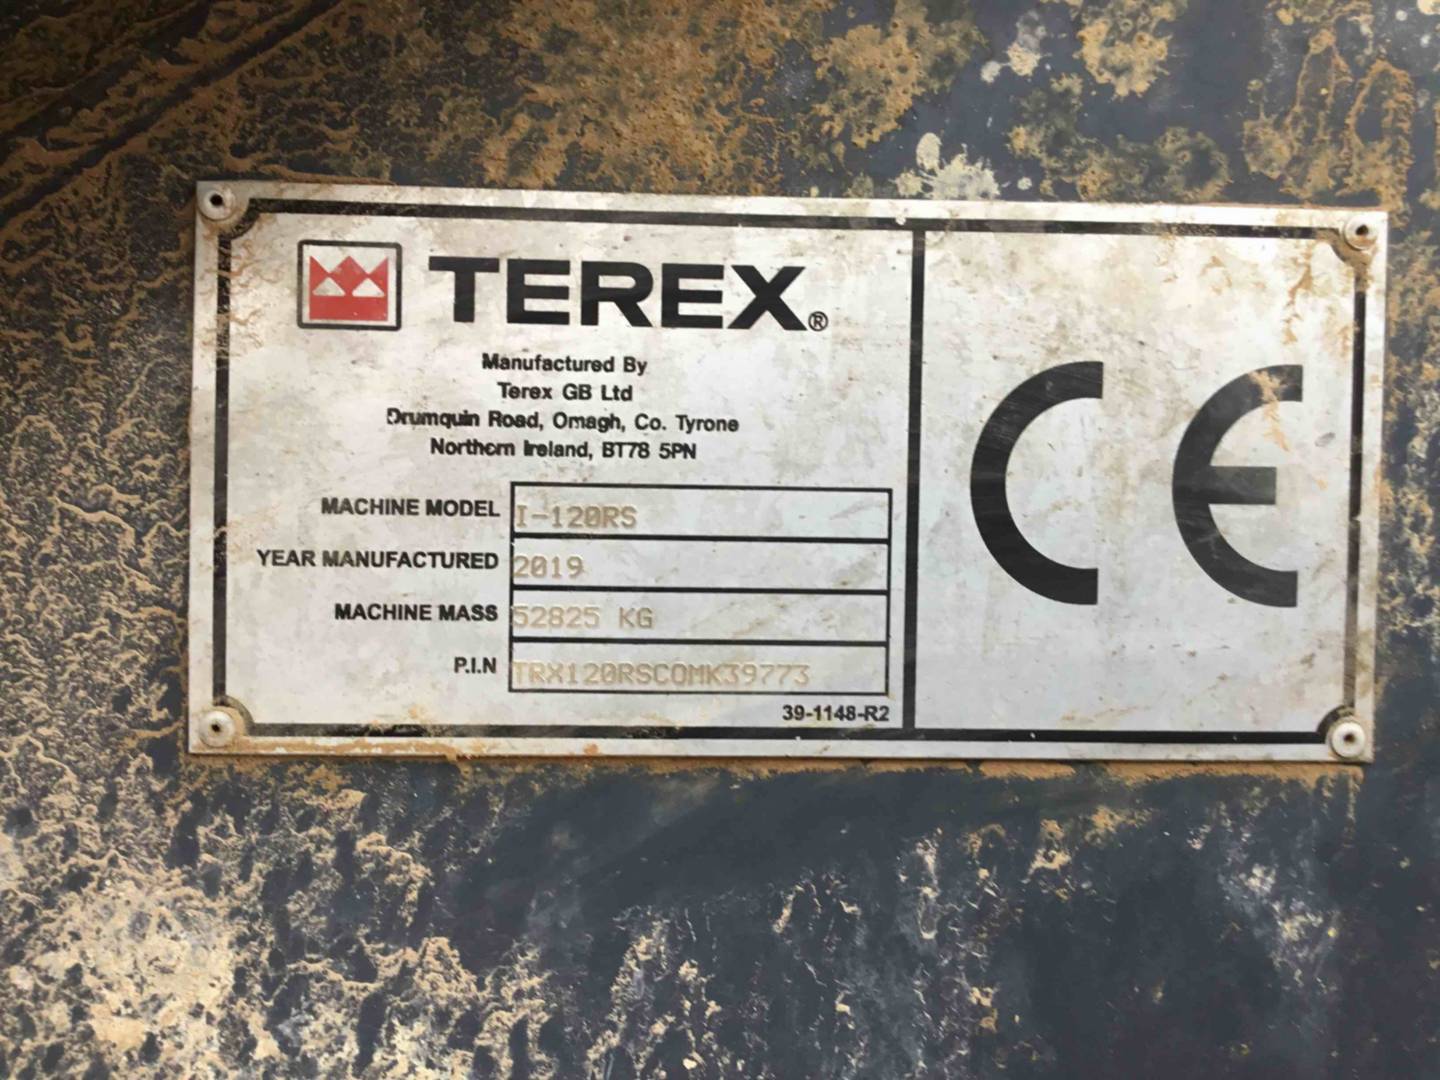 TEREX®
Manufactured By
Terex GB Ltd
Drumquin Road, Omagh, Co. Tyrone
Northern Ireland, BT78 5PN
MACHINE MODEL I-120RS
YEAR MANUFACTURED 2019
MACHINE MASS 52825 KG
P.I.N TRX120RSCOMK39773
39-1148-R2
CE